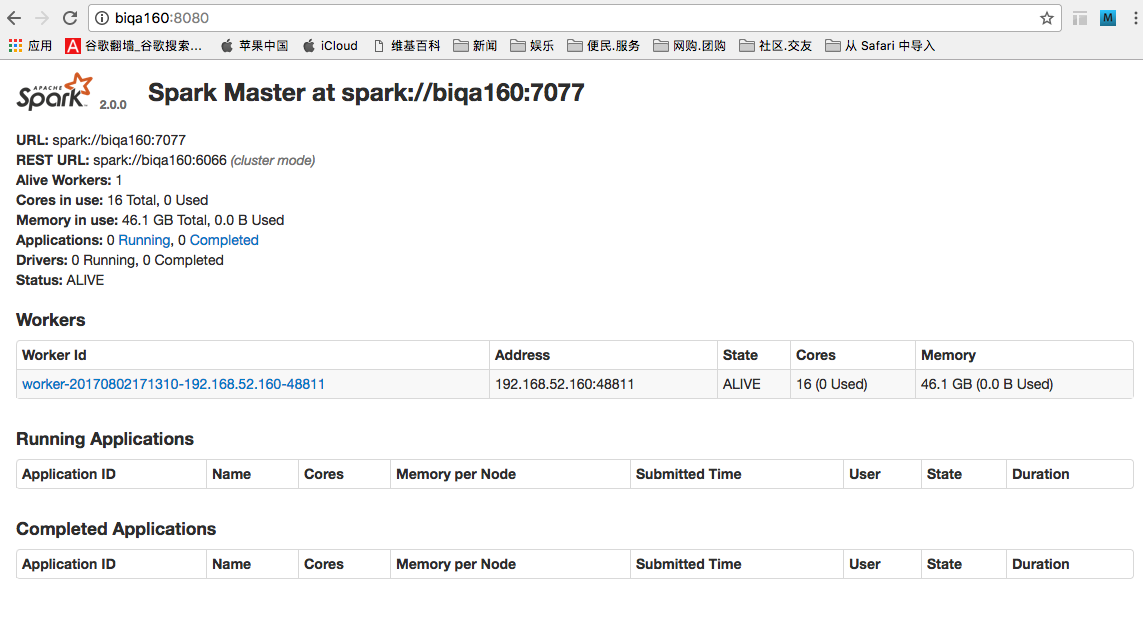 biqa160:8080
应用 A 谷歌翻墙_谷歌搜索... 苹果中国 iCloud 维基百科 新闻 娱乐 便民.服务 网购.团购 社区.交友 从 Safari 中导入
M
APACHE Spark 2.0.0 Spark Master at spark://biqa160:7077
URL: spark://biqa160:7077
REST URL: spark://biqa160:6066 (cluster mode)
Alive Workers: 1
Cores in use: 16 Total, 0 Used
Memory in use: 46.1 GB Total, 0.0 B Used
Applications: 0 Running, 0 Completed
Drivers: 0 Running, 0 Completed
Status: ALIVE
Workers
Worker Id Address State Cores Memory
worker-20170802171310-192.168.52.160-48811 192.168.52.160:48811 ALIVE 16 (0 Used) 46.1 GB (0.0 B Used)
Running Applications
Application ID Name Cores Memory per Node Submitted Time User State Duration
Completed Applications
Application ID Name Cores Memory per Node Submitted Time User State Duration